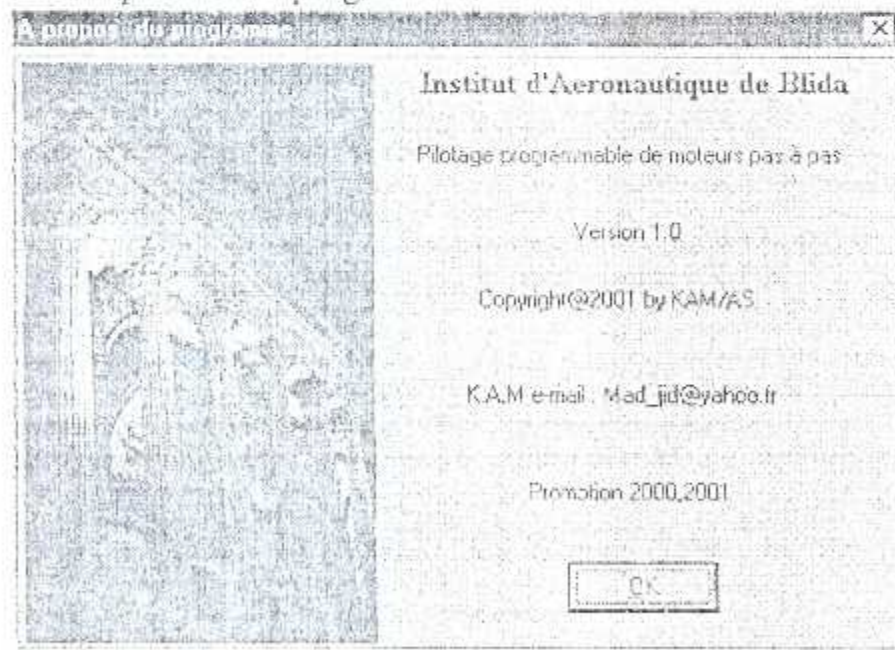 A propos du programme
Institut d'Aeronautique de Blida
Pilotage programmable de moteurs pas à pas
Version 1.0
Copyright@2001 by KAM/AS
K.A.M e-mail : Mad_jid@yahoo.fr
Promotion 2000,2001
OK